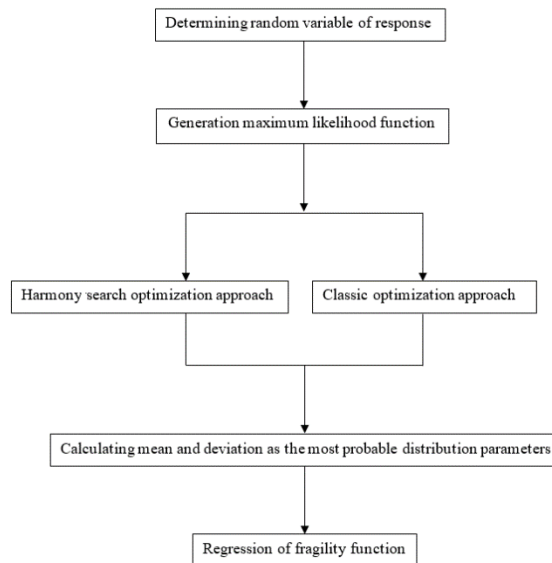 Determining random variable of response
Generation maximum likelihood function
Harmony search optimization approach
Classic optimization approach
Calculating mean and deviation as the most probable distribution parameters
Regression of fragility function